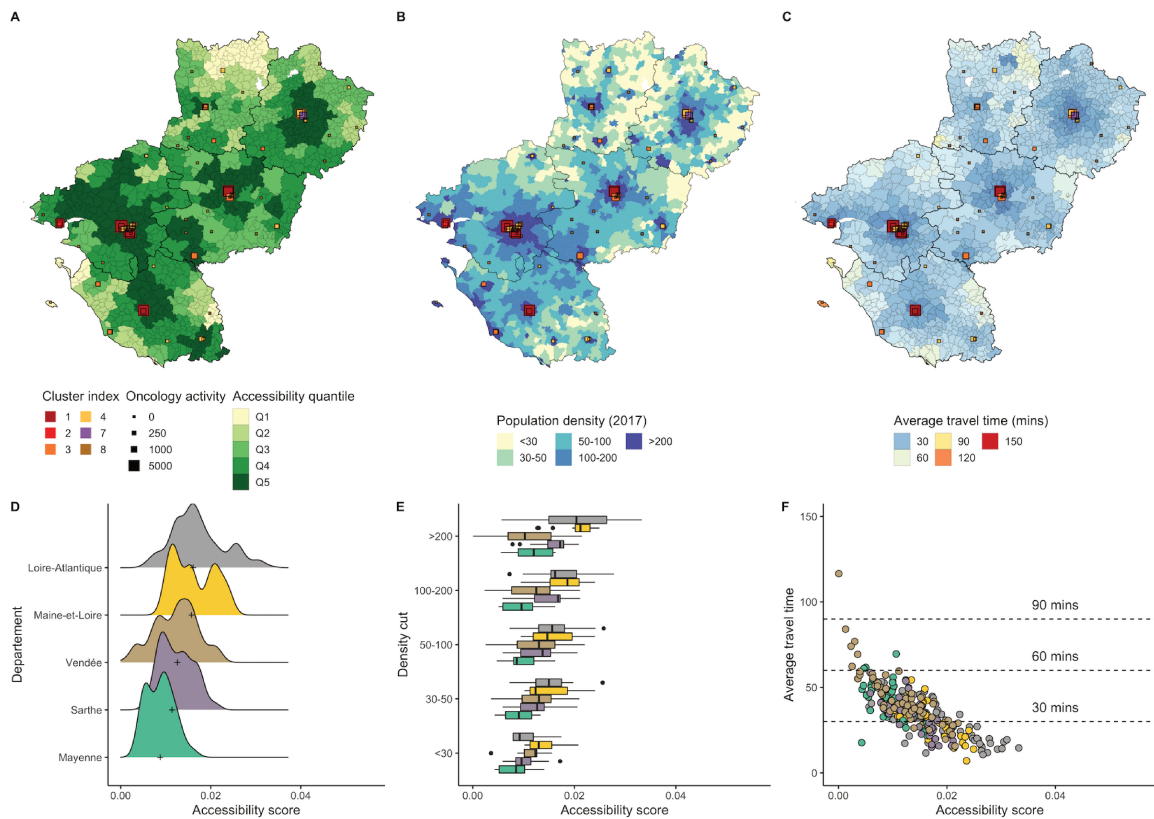 A
B
C
Cluster index
Oncology activity
Accessibility quantile
1
4
2
7
3
8
0
250
1000
5000
Q1
Q2
Q3
Q4
Q5
Population density (2017)
<30
50-100
>200
30-50
100-200
Average travel time (mins)
30
90
150
60
120
D
Departement
Loire-Atlantique
Maine-et-Loire
Vendée
Sarthe
Mayenne
0.00
0.02
0.04
Accessibility score
E
Density cut
>200
100-200
50-100
30-50
<30
0.00
0.02
0.04
Accessibility score
F
Average travel time
150
100
50
0
90 mins
60 mins
30 mins
0.00
0.02
0.04
Accessibility score